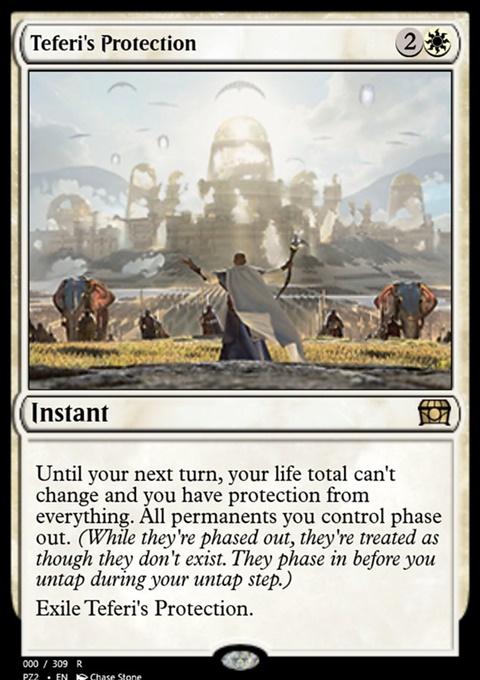 Teferi's Protection 2
Instant
Until your next turn, your life total can't
change and you have protection from
everything. All permanents you control phase
out. (While they're phased out, they're treated as
though they don't exist. They phase in before you
untap during your untap step.)
Exile Teferi's Protection.
000 / 309 R
PZ2 • EN Chase Stone